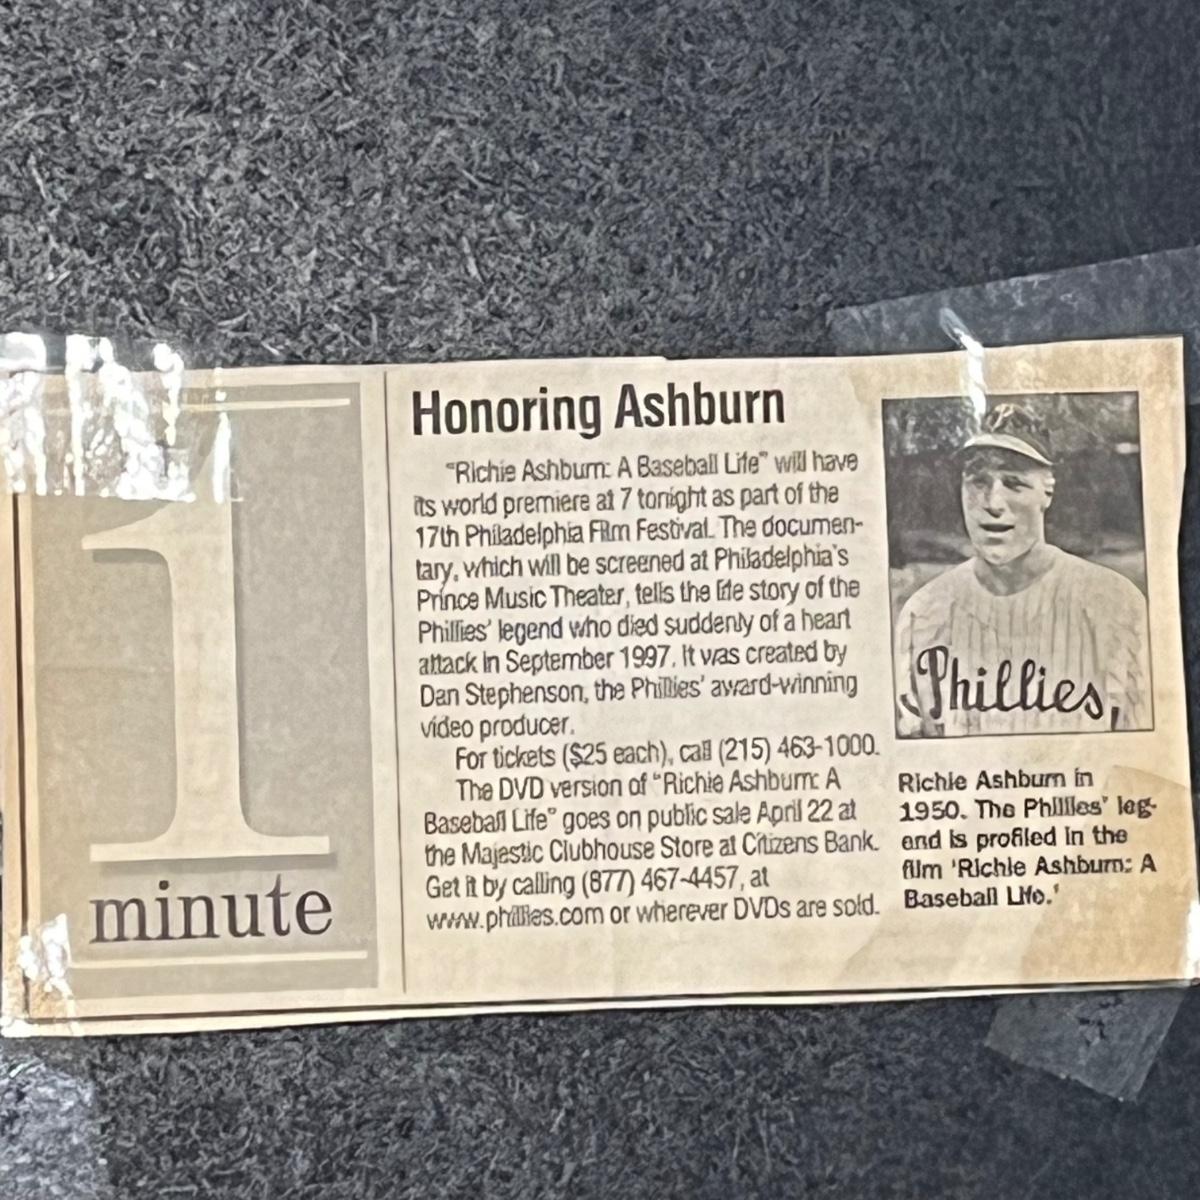 1
minute
Honoring Ashburn
"Richie Ashburn: A Baseball Life" will have
its world premiere at 7 tonight as part of the
17th Philadelphia Film Festival. The documen-
tary, which will be screened at Philadelphia's
Prince Music Theater, tells the life story of the
Phillies' legend who died suddenly of a heart
attack in September 1997. It was created by
Dan Stephenson, the Phillies' award-winning
video producer.
For tickets ($25 each), call (215) 463-1000.
The DVD version of "Richie Ashburn: A
Baseball Life" goes on public sale April 22 at
the Majestic Clubhouse Store at Citizens Bank.
Get it by calling (877) 467-4457, at
www.phillies.com or wherever DVDs are sold.
Phillies
Richie Ashburn in
1950. The Phillies' leg-
end is profiled in the
film 'Richie Ashburn: A
Baseball Life.'